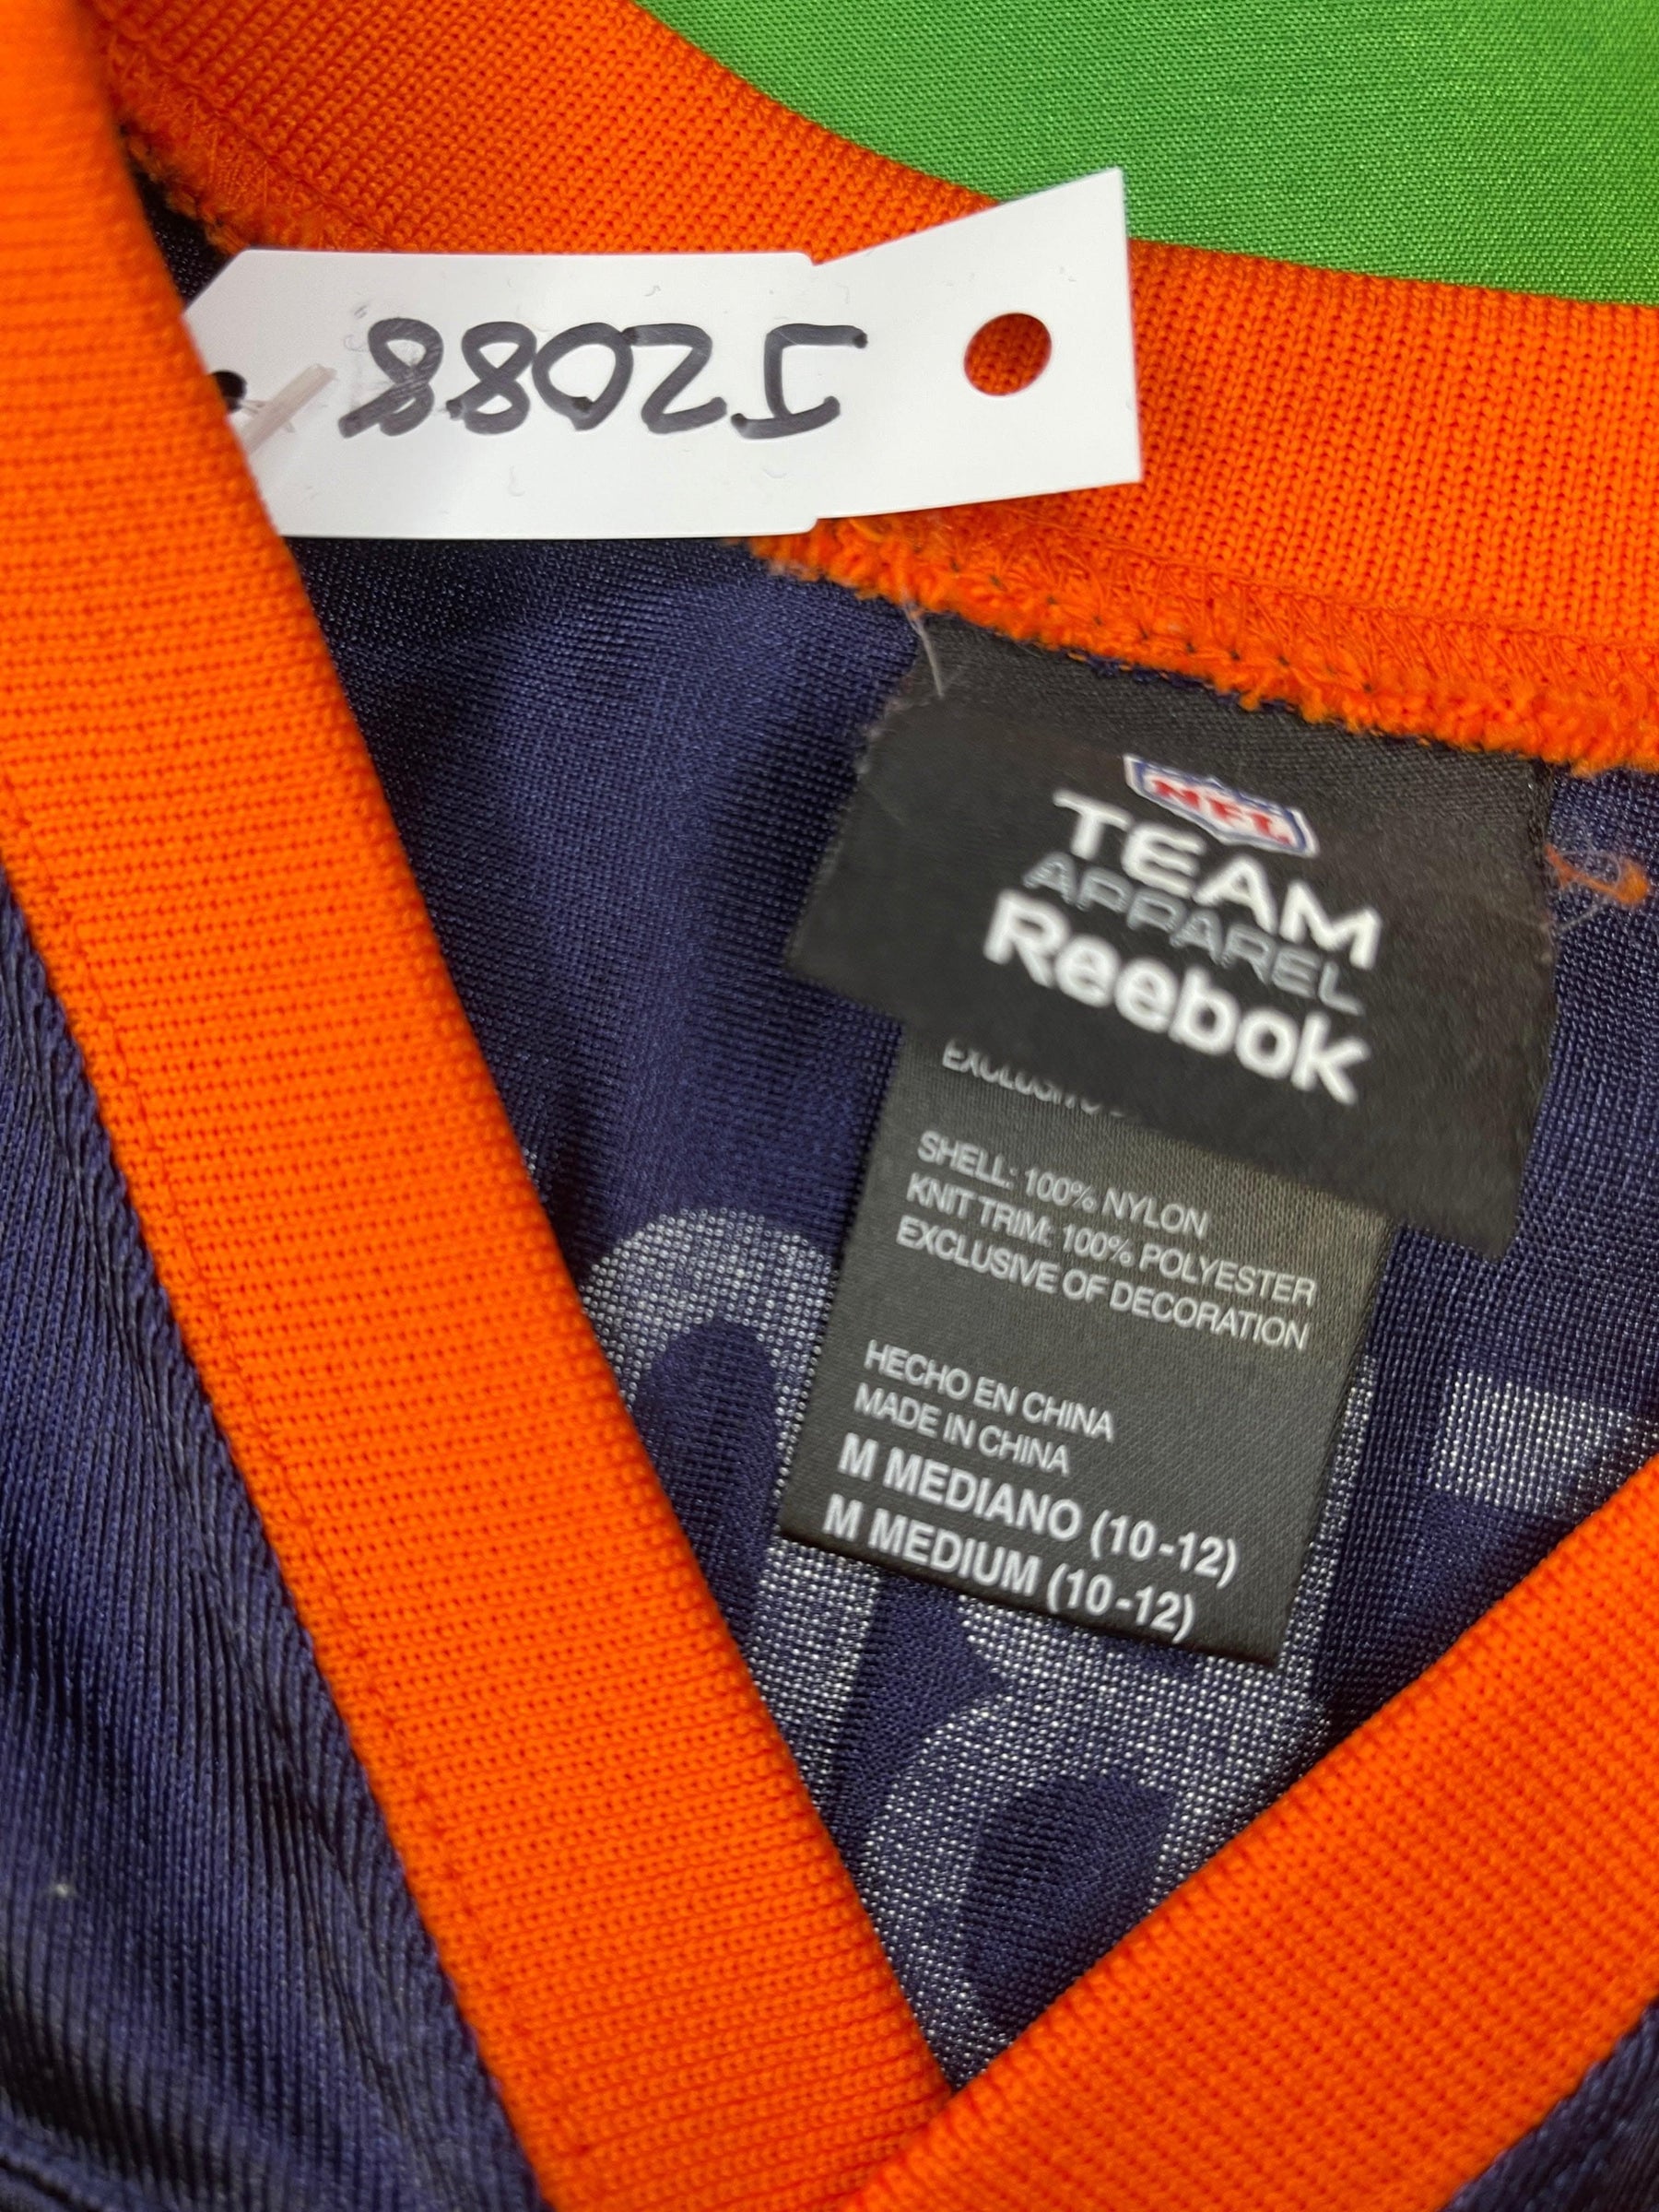 J2088
NFL
TEAM
APPAREL
Reebok
SHELL: 100% NYLON
KNIT TRIM: 100% POLYESTER
EXCLUSIVE OF DECORATION
HECHO EN CHINA
MADE IN CHINA
M MEDIANO (10-12)
M MEDIUM (10-12)